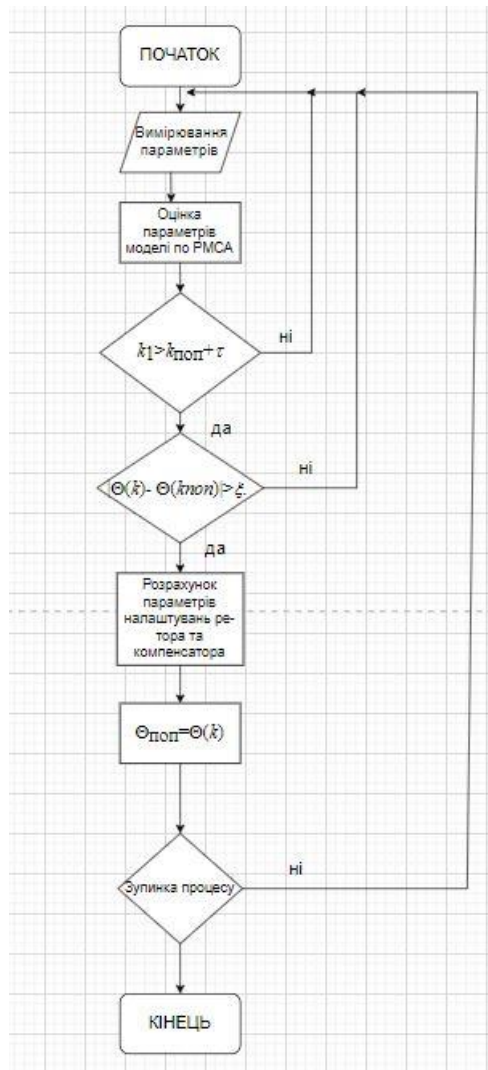 ПОЧАТОК
Вимірювання
параметрів
Оцінка
параметрів
моделі по РМСА
k1>kпоп+τ
ні
да
|Θ(k)- Θ(kпоп)|>ξ.
ні
да
Розрахунок
параметрів
налаштувань ре-
тора та
компенсатора
Θпоп=Θ(k)
Зупинка процесу
ні
КІНЕЦЬ